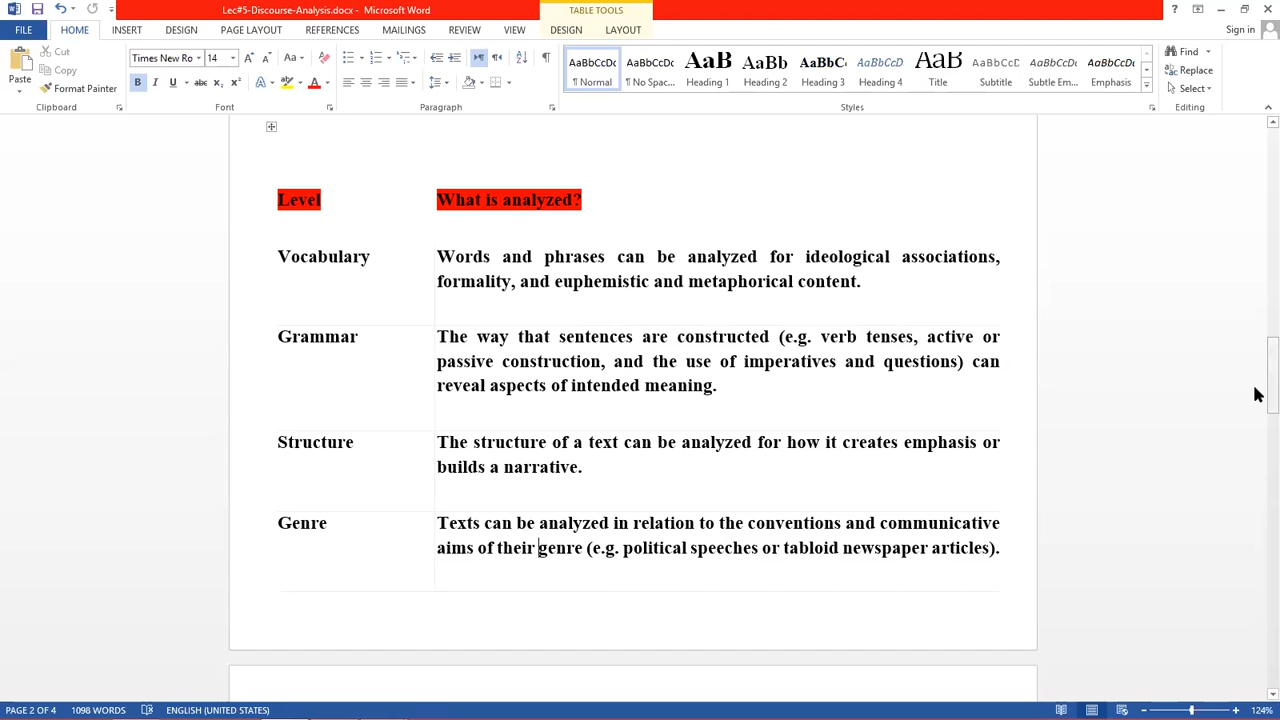 Lec#5-Discourse-Analysis.docx - Microsoft Word
TABLE TOOLS
FILE HOME INSERT DESIGN PAGE LAYOUT REFERENCES MAILINGS REVIEW VIEW DESIGN LAYOUT Sign in
Paste
Cut
Copy
Format Painter
Clipboard
Times New Ro 14
Font
Paragraph
AaBbCcDc AaBbCcDc AaB AaBb AaBbC AaBbCcD AaB AaBbCcD AaBbCcDc AaBbCcDc
¶ Normal ¶ No Spac... Heading 1 Heading 2 Heading 3 Heading 4 Title Subtitle Subtle Em... Emphasis
Styles
Find
Replace
Select
Editing
Level What is analyzed?
Vocabulary Words and phrases can be analyzed for ideological associations,
formality, and euphemistic and metaphorical content.
Grammar The way that sentences are constructed (e.g. verb tenses, active or
passive construction, and the use of imperatives and questions) can
reveal aspects of intended meaning.
Structure The structure of a text can be analyzed for how it creates emphasis or
builds a narrative.
Genre Texts can be analyzed in relation to the conventions and communicative
aims of their genre (e.g. political speeches or tabloid newspaper articles).
PAGE 2 OF 4 1098 WORDS ENGLISH (UNITED STATES) 124%